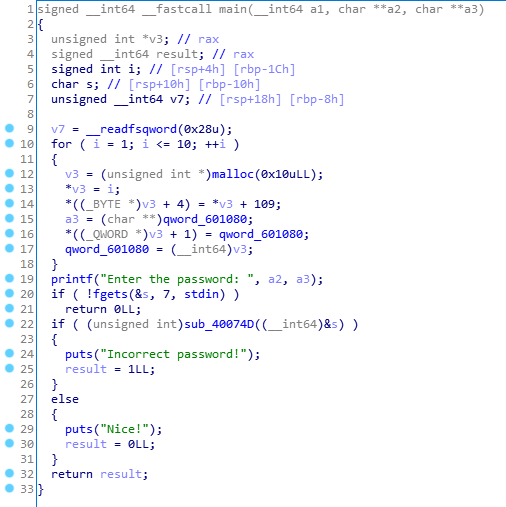 1 signed __int64 __fastcall main(__int64 a1, char **a2, char **a3)
2 {
3 unsigned int *v3; // rax
4 signed __int64 result; // rax
5 signed int i; // [rsp+4h] [rbp-1Ch]
6 char s; // [rsp+10h] [rbp-10h]
7 unsigned __int64 v7; // [rsp+18h] [rbp-8h]
8
9 v7 = __readfsqword(0x28u);
10 for ( i = 1; i <= 10; ++i )
11 {
12 v3 = (unsigned int *)malloc(0x10uLL);
13 *v3 = i;
14 *((_BYTE *)v3 + 4) = *v3 + 109;
15 a3 = (char **)qword_601080;
16 *((_QWORD *)v3 + 1) = qword_601080;
17 qword_601080 = (__int64)v3;
18 }
19 printf("Enter the password: ", a2, a3);
20 if ( !fgets(&s, 7, stdin) )
21 return 0LL;
22 if ( (unsigned int)sub_40074D((__int64)&s) )
23 {
24 puts("Incorrect password!");
25 result = 1LL;
26 }
27 else
28 {
29 puts("Nice!");
30 result = 0LL;
31 }
32 return result;
33 }